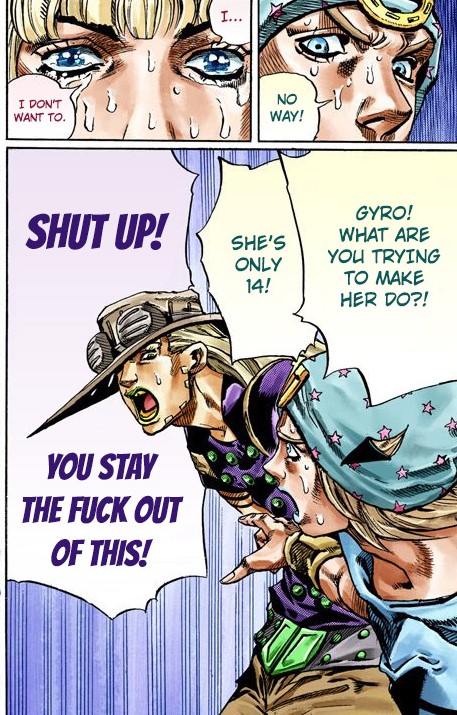 I...
I DON'T
WANT TO.
NO
WAY!
GYRO!
WHAT ARE
YOU TRYING
TO MAKE
HER DO?!
SHE'S
ONLY
14!
SHUT UP!
YOU STAY
THE FUCK OUT
OF THIS!